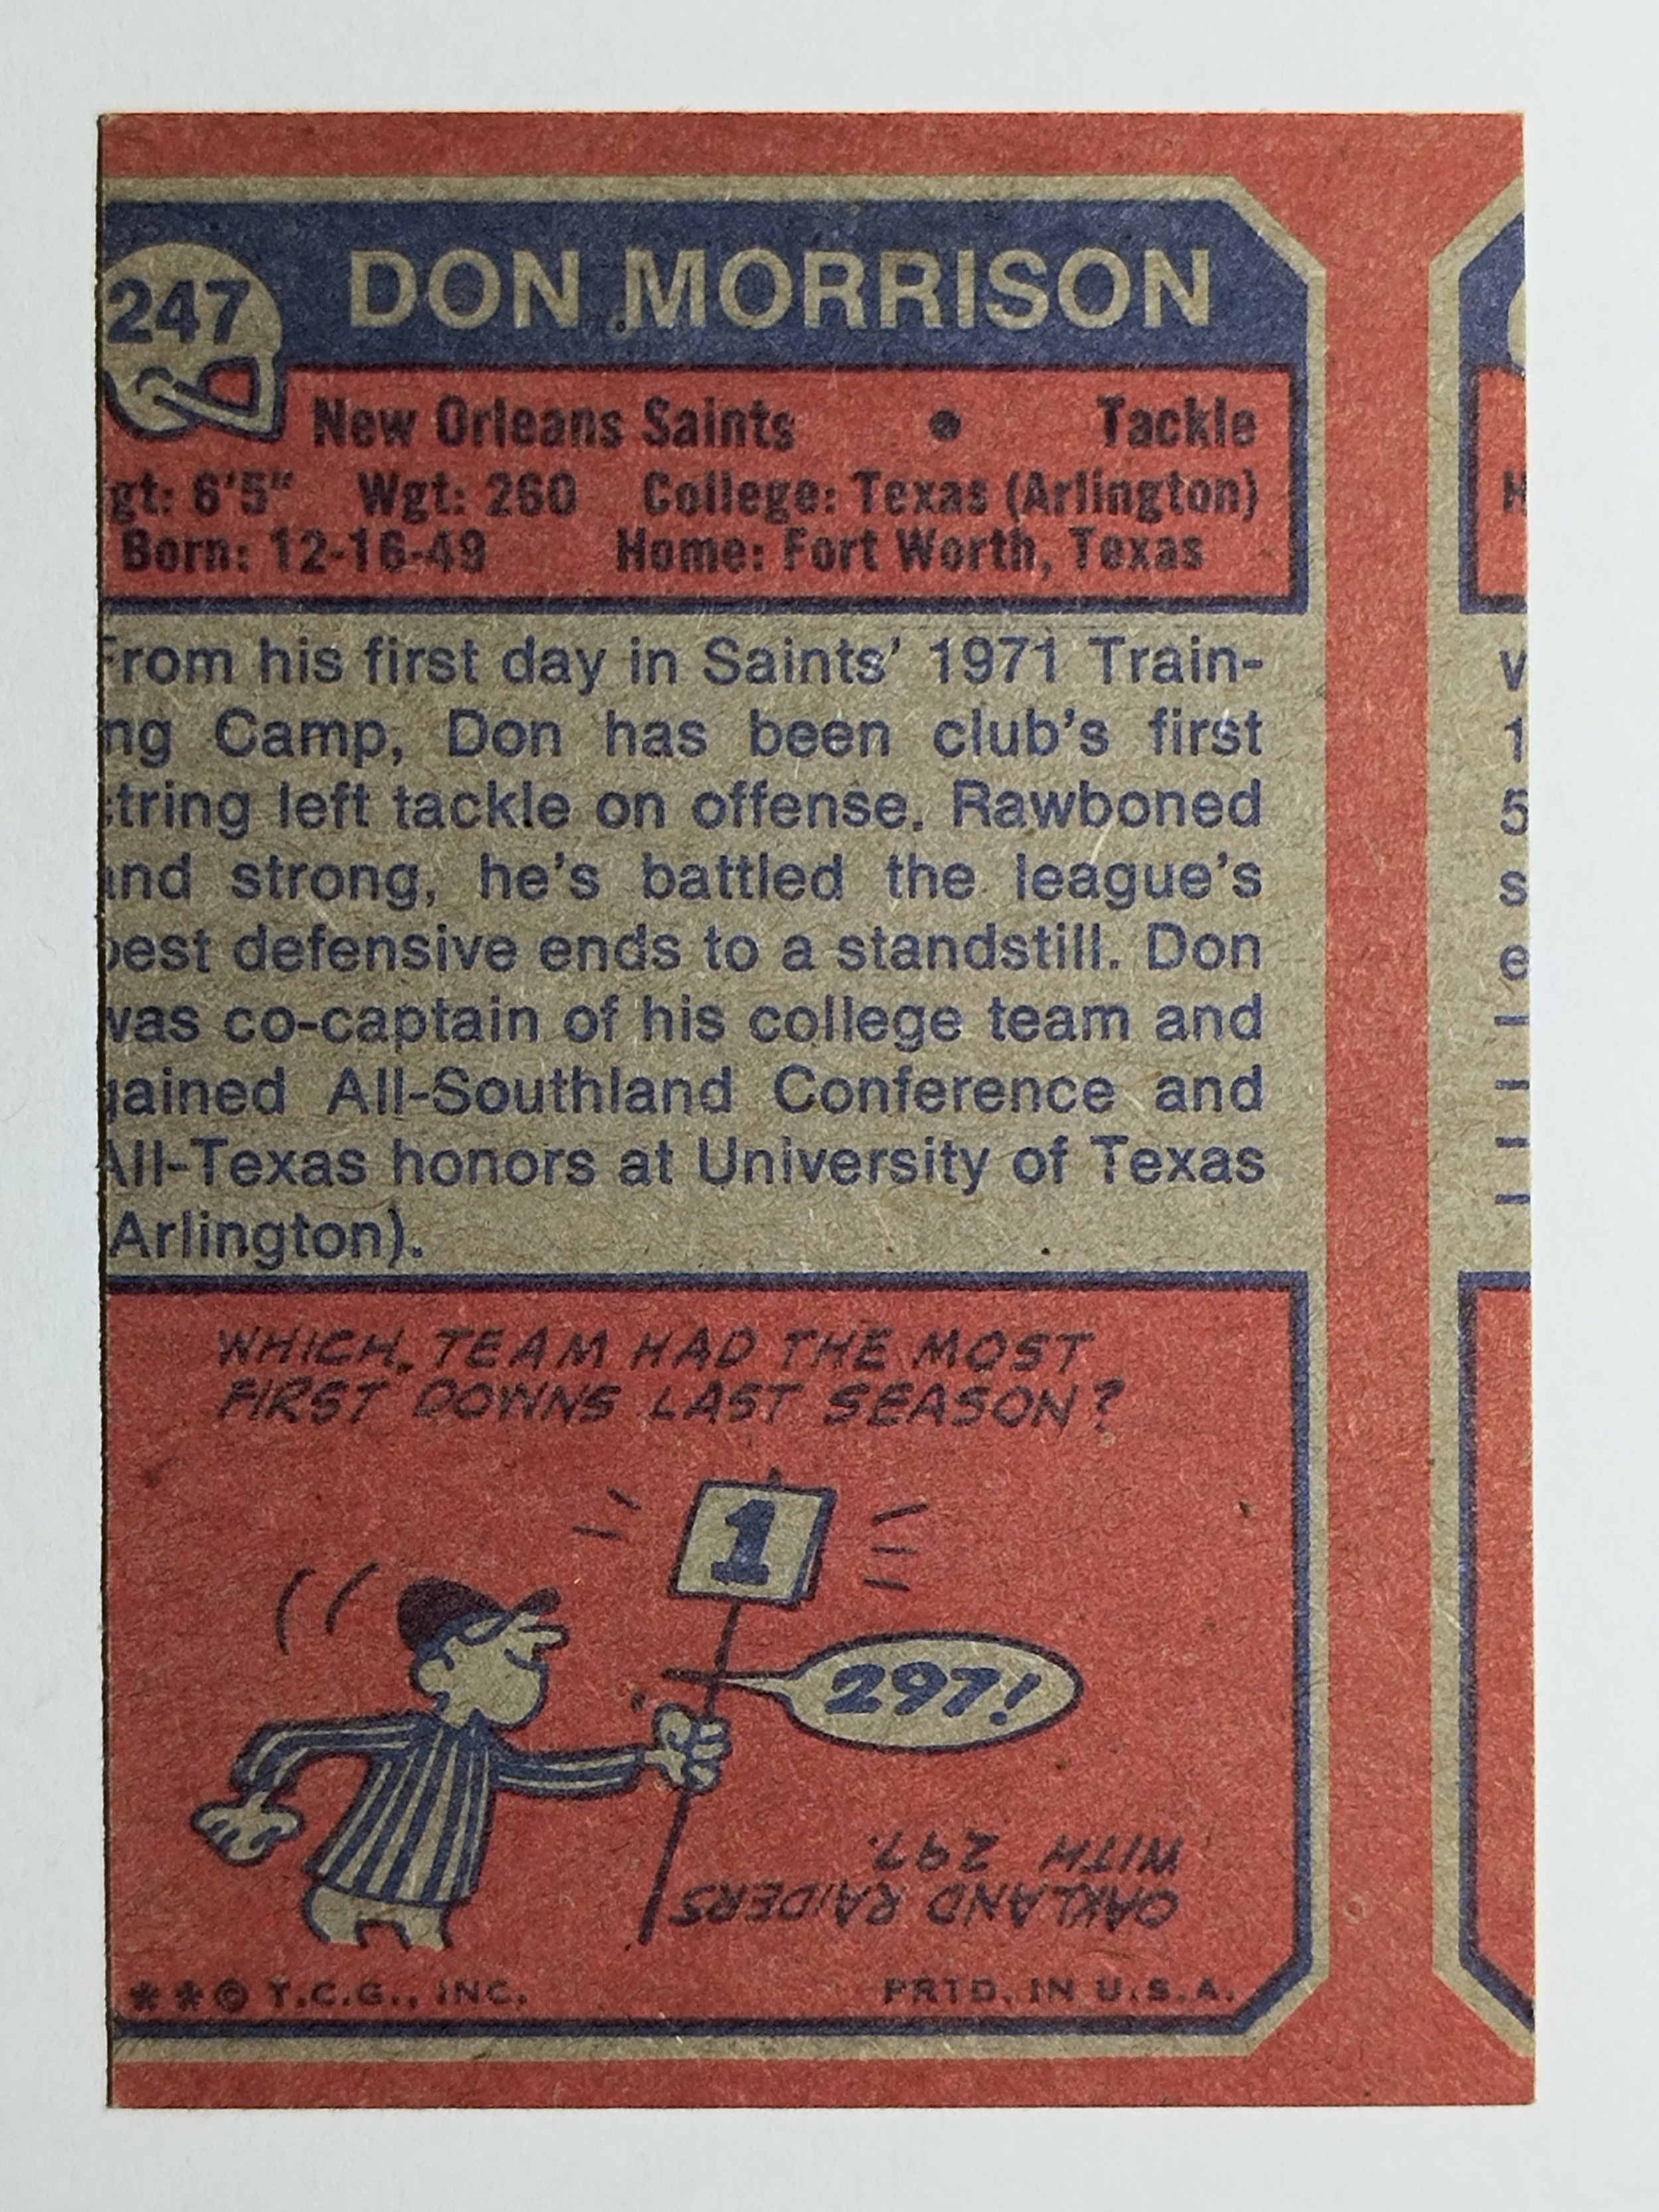 247 DON MORRISON
New Orleans Saints • Tackle
gt: 6'5" Wgt: 260 College: Texas (Arlington)
Born: 12-16-49 Home: Fort Worth, Texas
From his first day in Saints' 1971 Train-
ng Camp, Don has been club's first
tring left tackle on offense. Rawboned
and strong, he's battled the league's
best defensive ends to a standstill. Don
was co-captain of his college team and
gained All-Southland Conference and
All-Texas honors at University of Texas
Arlington).
WHICH TEAM HAD THE MOST
FIRST DOWNS LAST SEASON?
1
297!
OAKLAND RAIDERS
WITH 297.
**© T.C.G., INC. PRTD. IN U.S.A.
H
v
1
5
s
e